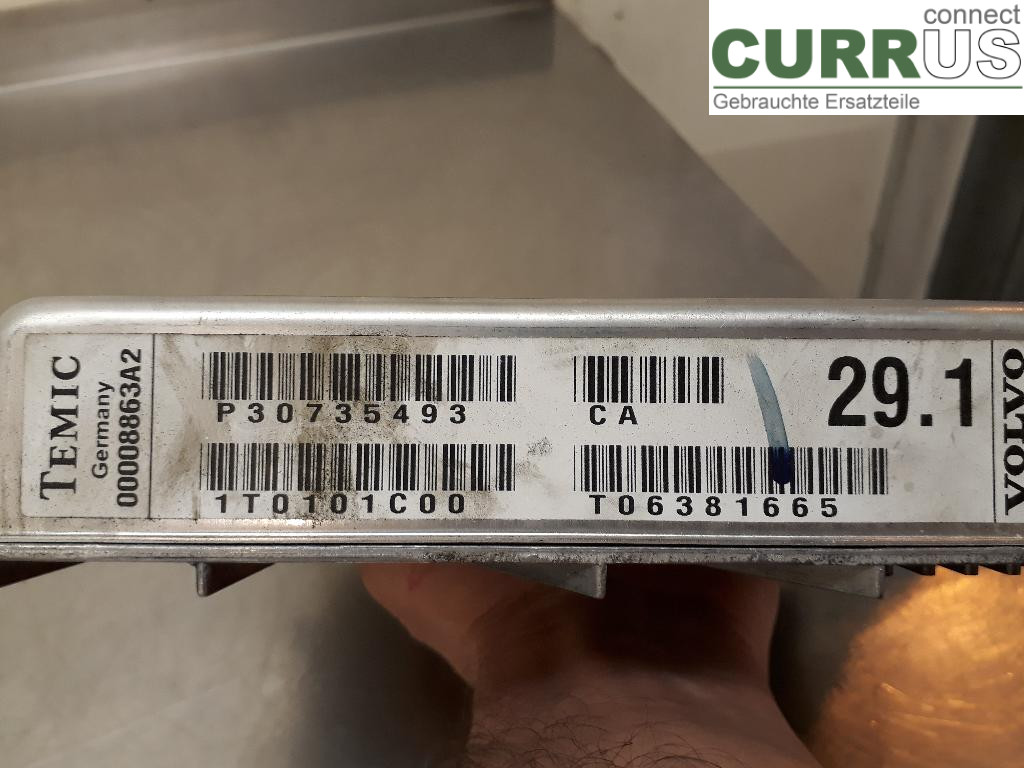 connect
CURRUS
Gebrauchte Ersatzteile
TEMIC
Germany
00008863A2
P30735493
CA
29.1
VOLVO
1T0101C00
T06381665